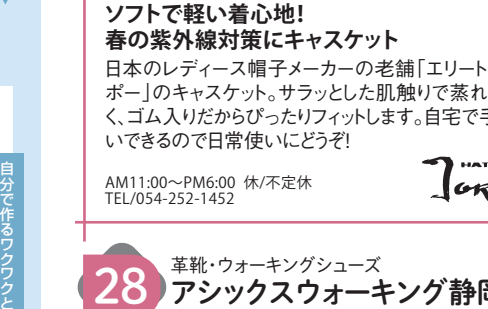 ソフトで軽い着心地!
春の紫外線対策にキャスケット
日本のレディース帽子メーカーの老舗「エリート
ポー」のキャスケット。サラッとした肌触りで蒸れ
く、ゴム入りだからぴったりフィットします。自宅で手
いできるので日常使いにどうぞ!
AM11:00〜PM6:00 休/不定休
TEL/054-252-1452
28
革靴・ウォーキングシューズ
アシックスウォーキング静岡
自分で作るワクワクと